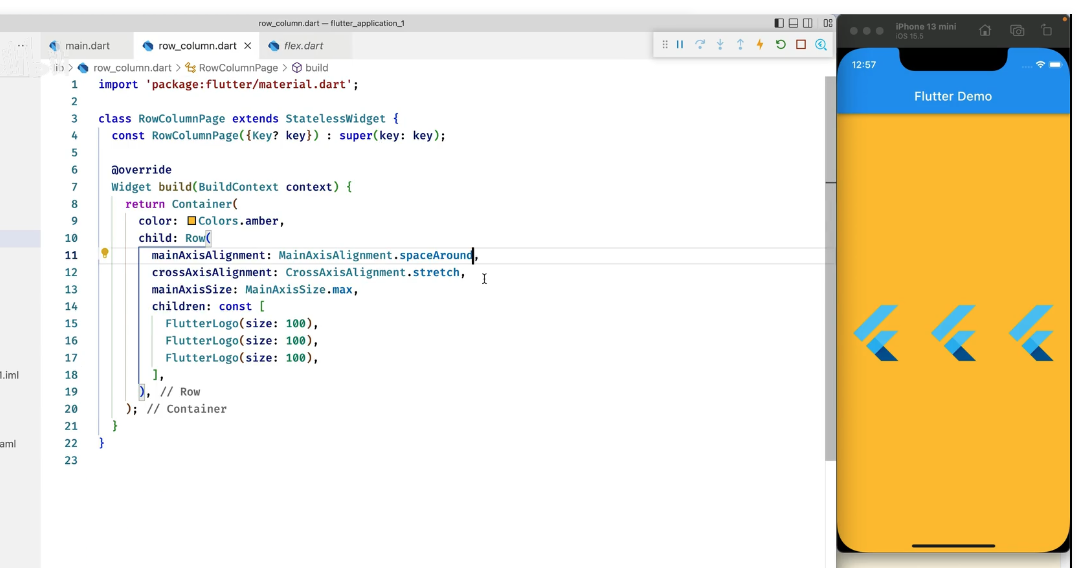 row_column.dart — flutter_application_1
main.dart
row_column.dart
flex.dart
lib > row_column.dart > RowColumnPage > build
1 import 'package:flutter/material.dart';
2
3 class RowColumnPage extends StatelessWidget {
4 const RowColumnPage({Key? key}) : super(key: key);
5
6 @override
7 Widget build(BuildContext context) {
8 return Container(
9 color: Colors.amber,
10 child: Row(
11 mainAxisAlignment: MainAxisAlignment.spaceAround,
12 crossAxisAlignment: CrossAxisAlignment.stretch,
13 mainAxisSize: MainAxisSize.max,
14 children: const [
15 FlutterLogo(size: 100),
16 FlutterLogo(size: 100),
17 FlutterLogo(size: 100),
18 ],
19 ), // Row
20 ); // Container
21 }
22 }
23
1.iml
aml
iPhone 13 mini
iOS 15.5
12:57
Flutter Demo